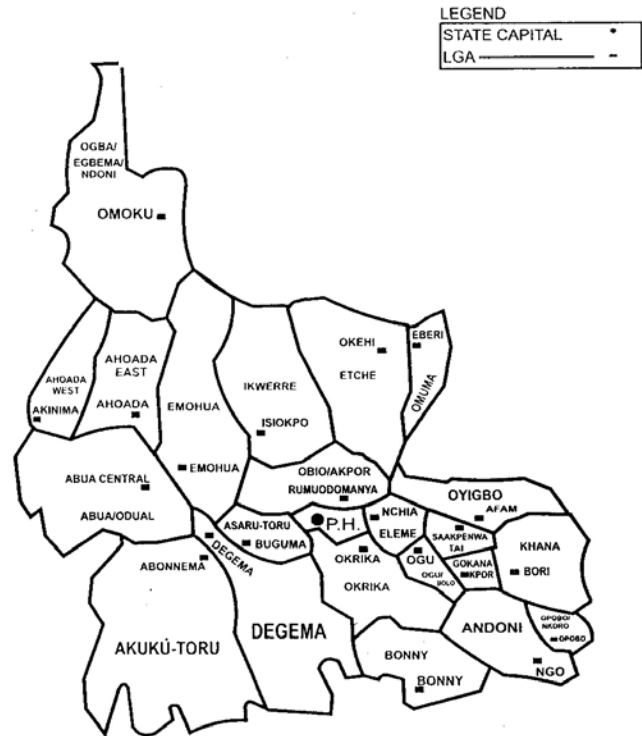 LEGEND
STATE CAPITAL
LGA
OGBA/
EGBEMA/
NDONI
OMOKU
AHOADA
WEST
AKINIMA
AHOADA
EAST
AHOADA
EMOHUA
EMOHUA
IKWERRE
ISIOKPO
OKEHI
ETCHE
EBERI
OMUMA
ABUA CENTRAL
ABUA/ODUAL
OBIO/AKPOR
RUMUODOMANYA
OYIGBO
AFAM
ASARU-TORU
BUGUMA
P.H.
NCHIA
ELEME
SAAKPENWA
TAI
KHANA
BORI
DEGEMA
ABONNEMA
AKUKÚ-TORU
DEGEMA
OKRIKA
OKRIKA
OGU
OGU/
BOLO
GOKANA
KPOR
ANDONI
NGO
OPOBO/
NKORO
OPOBO
BONNY
BONNY